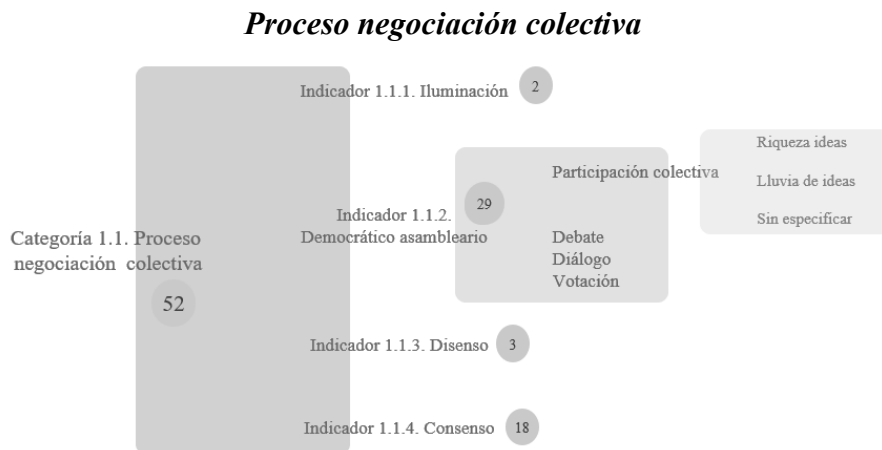 Proceso negociación colectiva
Indicador 1.1.1. Iluminación
2
Riqueza ideas
Participación colectiva
Lluvia de ideas
29
Indicador 1.1.2.
Democrático asambleario
Sin especificar
Debate
Diálogo
Votación
Categoría 1.1. Proceso
negociación colectiva
52
Indicador 1.1.3. Disenso
3
Indicador 1.1.4. Consenso
18